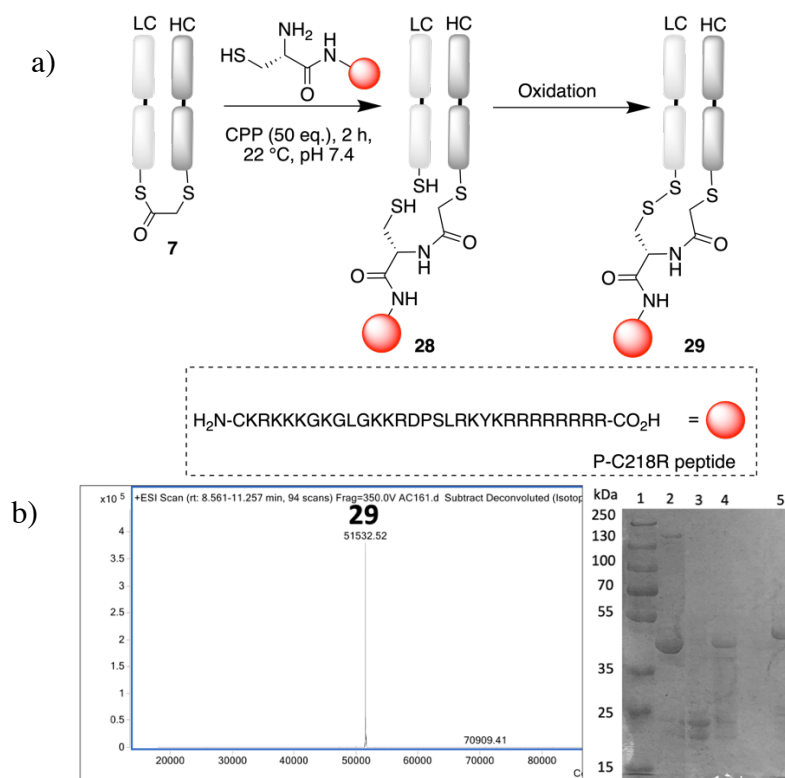 a)
LC HC
SH
NH2
H
N
O
CPP (50 eq.), 2 h,
22 °C, pH 7.4
S S
O
7
LC HC
SH S
SH
O
N
H
O
NH
28
Oxidation
LC HC
S S S
O
N
H
O
NH
29
H2N-CKRKKKGKGLGKKRDPSLRKYKRRRRRRRR-CO2H =
P-C218R peptide
b)
x10 5 +ESI Scan (rt: 8.561-11.257 min, 94 scans) Frag=350.0V AC161.d Subtract Deconvoluted (Isotop
29
51532.52
4
3.5
3
2.5
2
1.5
1
0.5
0
70909.41
20000 30000 40000 50000 60000 70000 80000
kDa 1 2 3 4 5
250
130
100
70
55
35
25
15